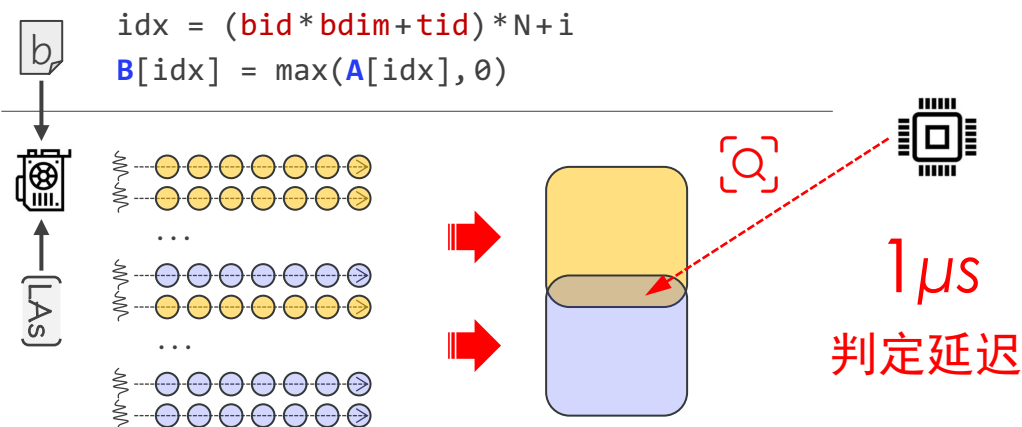 b
idx = (bid*bdim+tid)*N+i
B[idx] = max(A[idx],0)
...
[LAs]
...
1μs
判定延迟